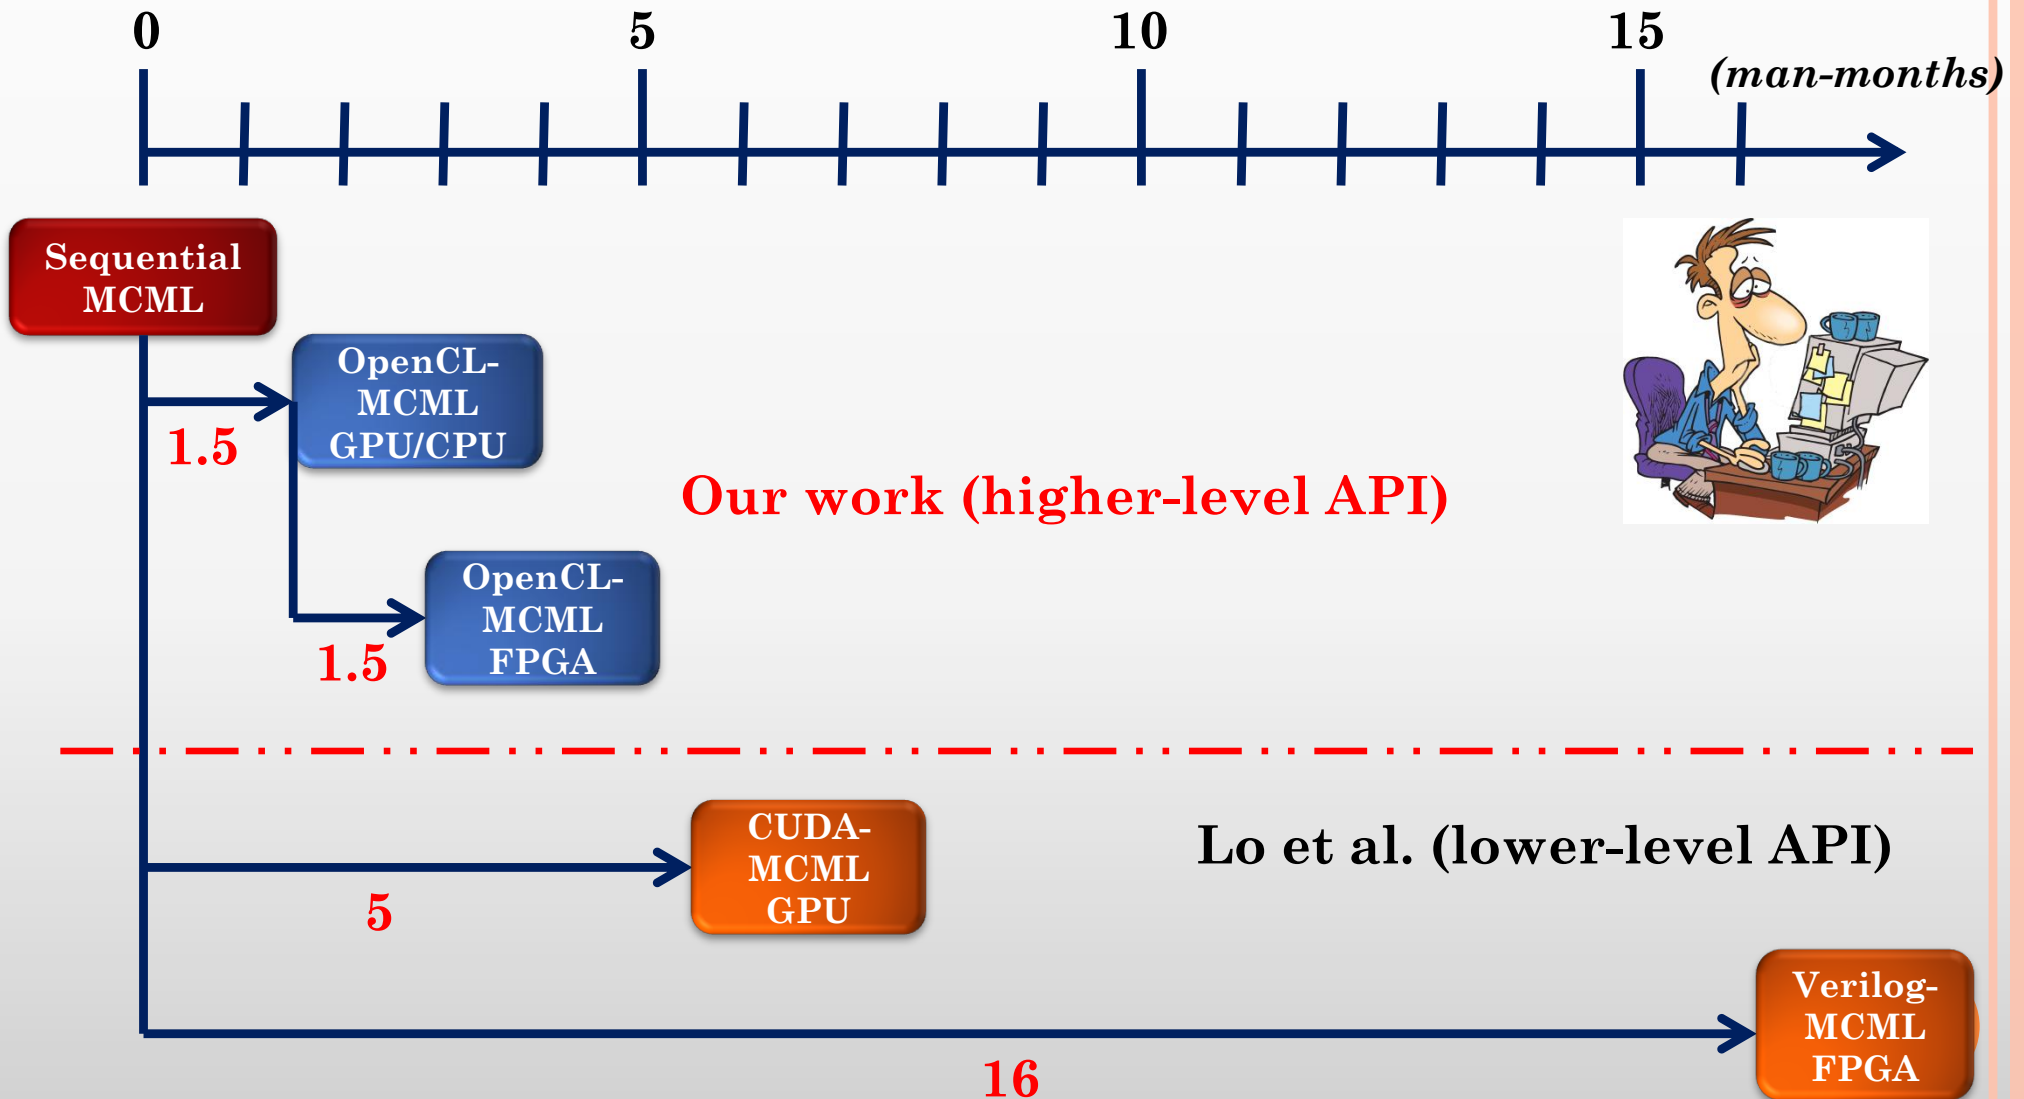 0 5 10 15
(man-months)
Sequential
MCML
OpenCL-
MCML
GPU/CPU
1.5
Our work (higher-level API)
OpenCL-
MCML
FPGA
1.5
CUDA-
MCML
GPU
Lo et al. (lower-level API)
5
Verilog-
MCML
FPGA
16